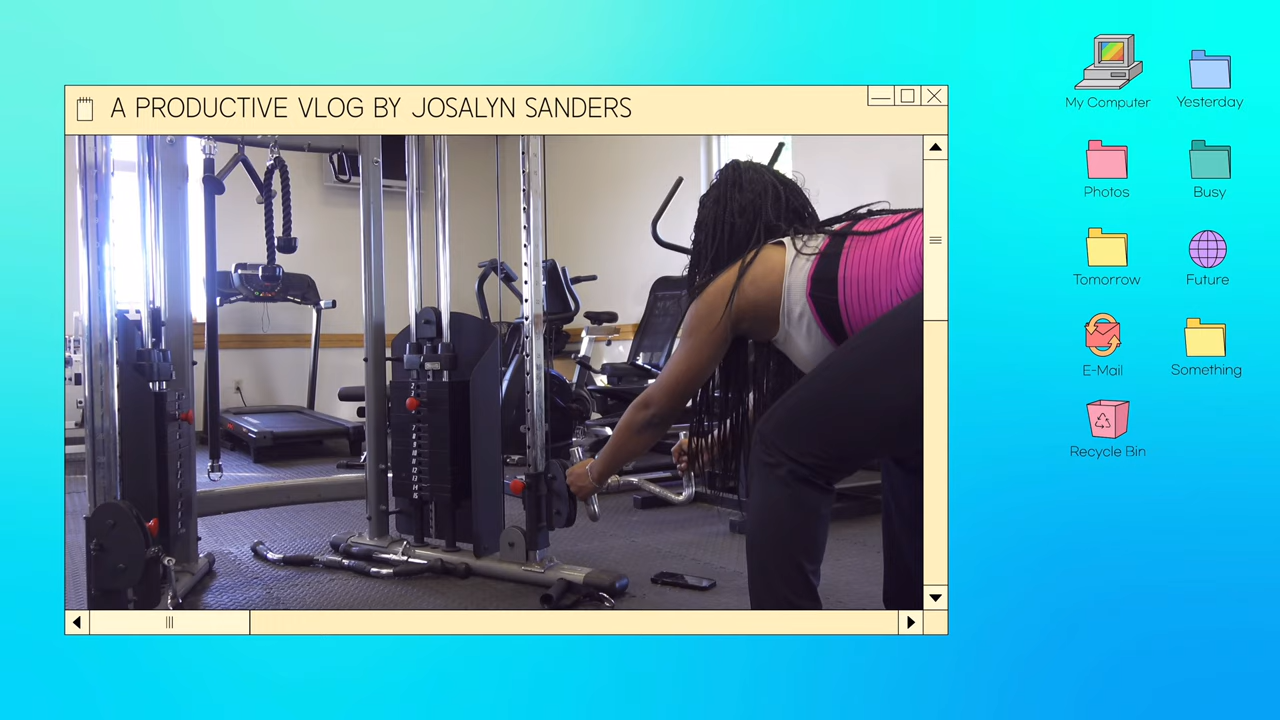 A PRODUCTIVE VLOG BY JOSALYN SANDERS
My Computer
Yesterday
Photos
Busy
Tomorrow
Future
E-Mail
Something
Recycle Bin